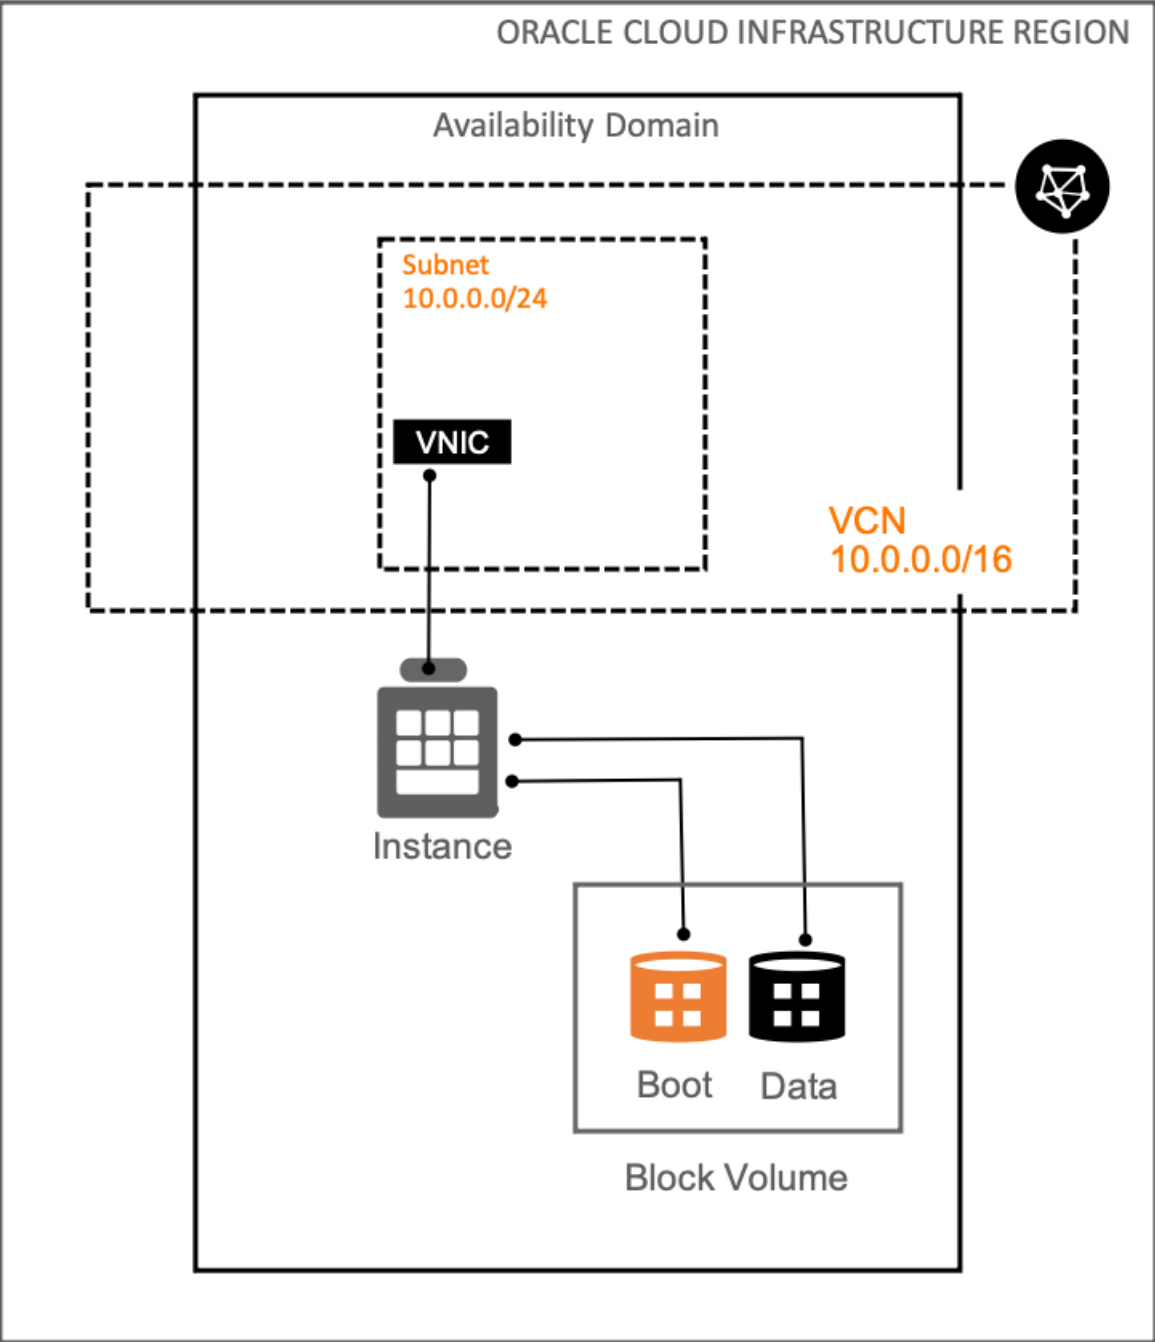 ORACLE CLOUD INFRASTRUCTURE REGION
Availability Domain
Subnet
10.0.0.0/24
VNIC
VCN
10.0.0.0/16
Instance
Boot
Data
Block Volume